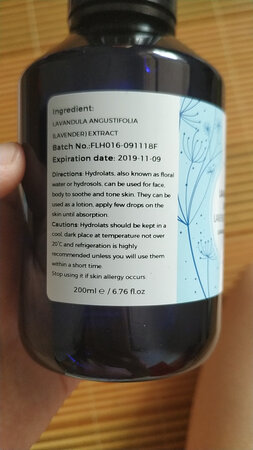 Ingredient:
LAVANDULA ANGUSTIFOLIA
(LAVENDER) EXTRACT
Batch No.:FLH016-091118F
Expiration date: 2019-11-09
Directions: Hydrolats, also known as floral
water or hydrosols, can be used for face,
body to soothe and tone skin. They can be
used as a lotion, apply few drops on the
skin until absorption.
Cautions: Hydrolats should be kept in a
cool, dark place at temperature not over
20℃ and refrigeration is highly
recommended unless you will use them
within a short time.
Stop using it if skin allergy occurs.
200ml ℮ / 6.76 fl.oz